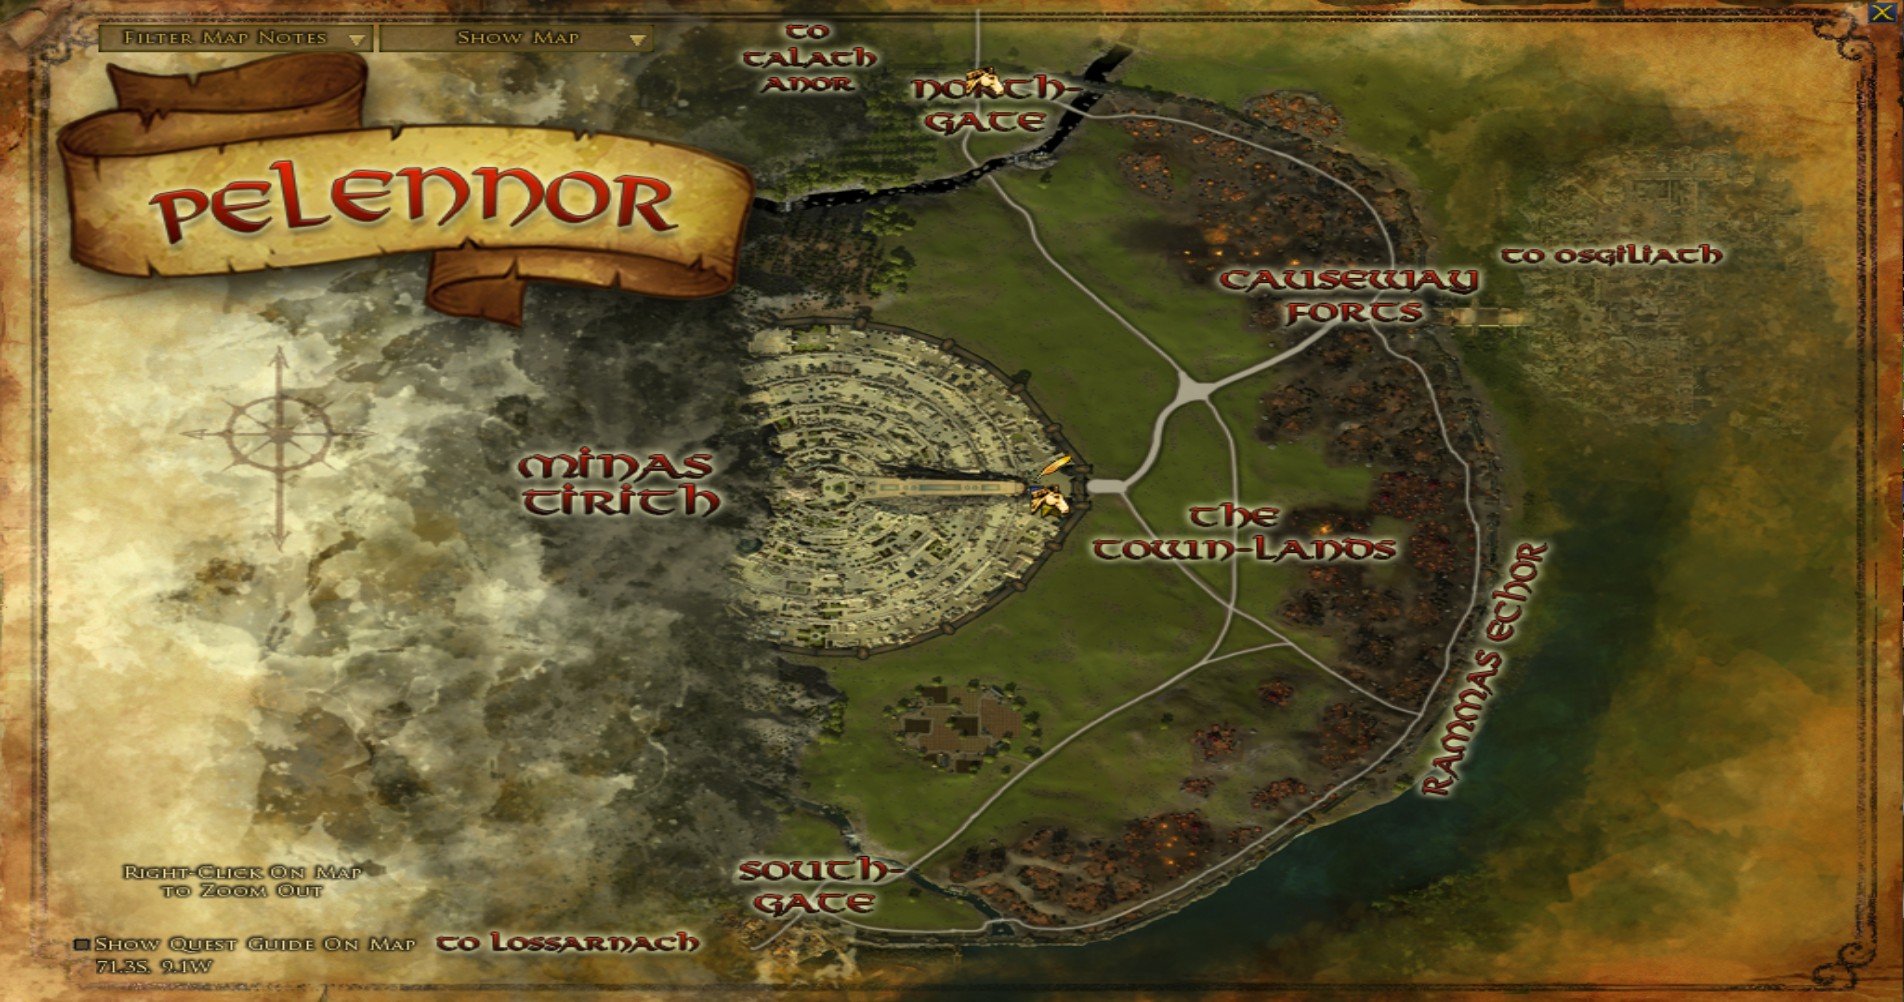 Filter Map Notes
Show Map
To
Talath
Anor
North-
Gate
Pelennor
To Osgiliath
Causeway
Forts
Minas
Tirith
The
Town-Lands
Rammas Echor
South-
Gate
Right-Click On Map
to Zoom Out
Show Quest Guide On Map
To Lossarnach
71.3S, 9.1W